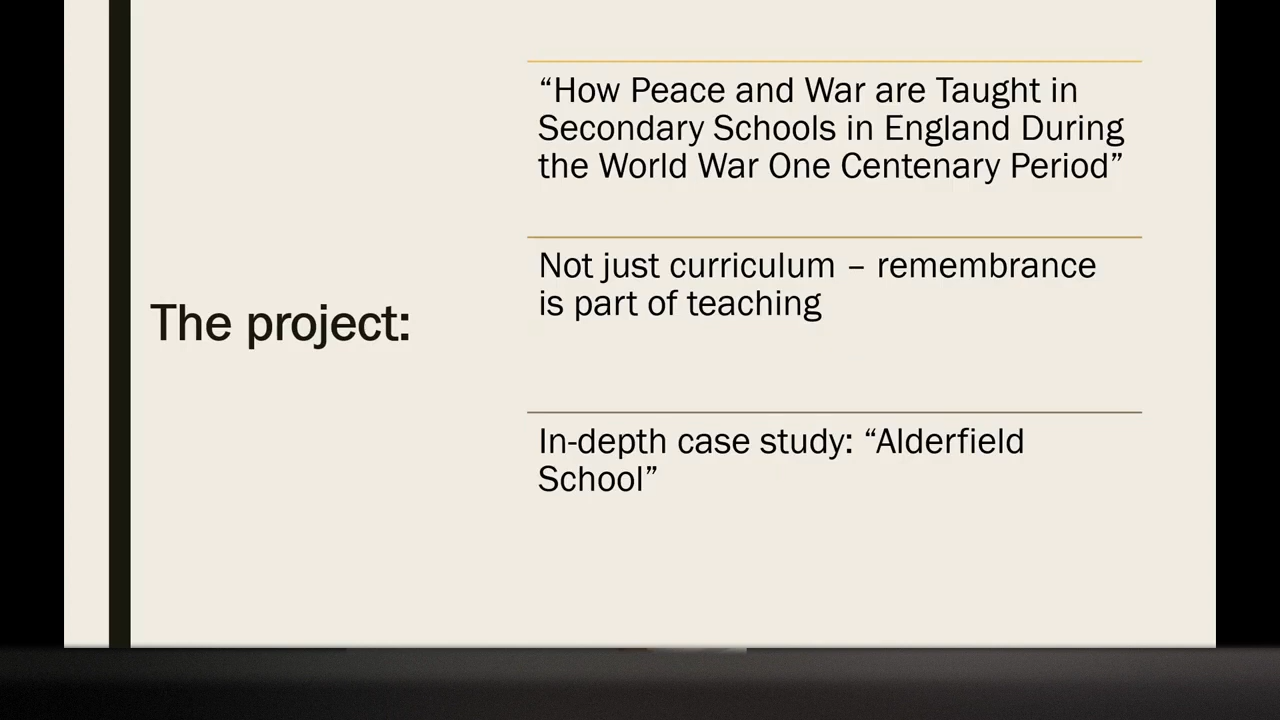 The project:
“How Peace and War are Taught in
Secondary Schools in England During
the World War One Centenary Period”
Not just curriculum – remembrance
is part of teaching
In-depth case study: “Alderfield
School”